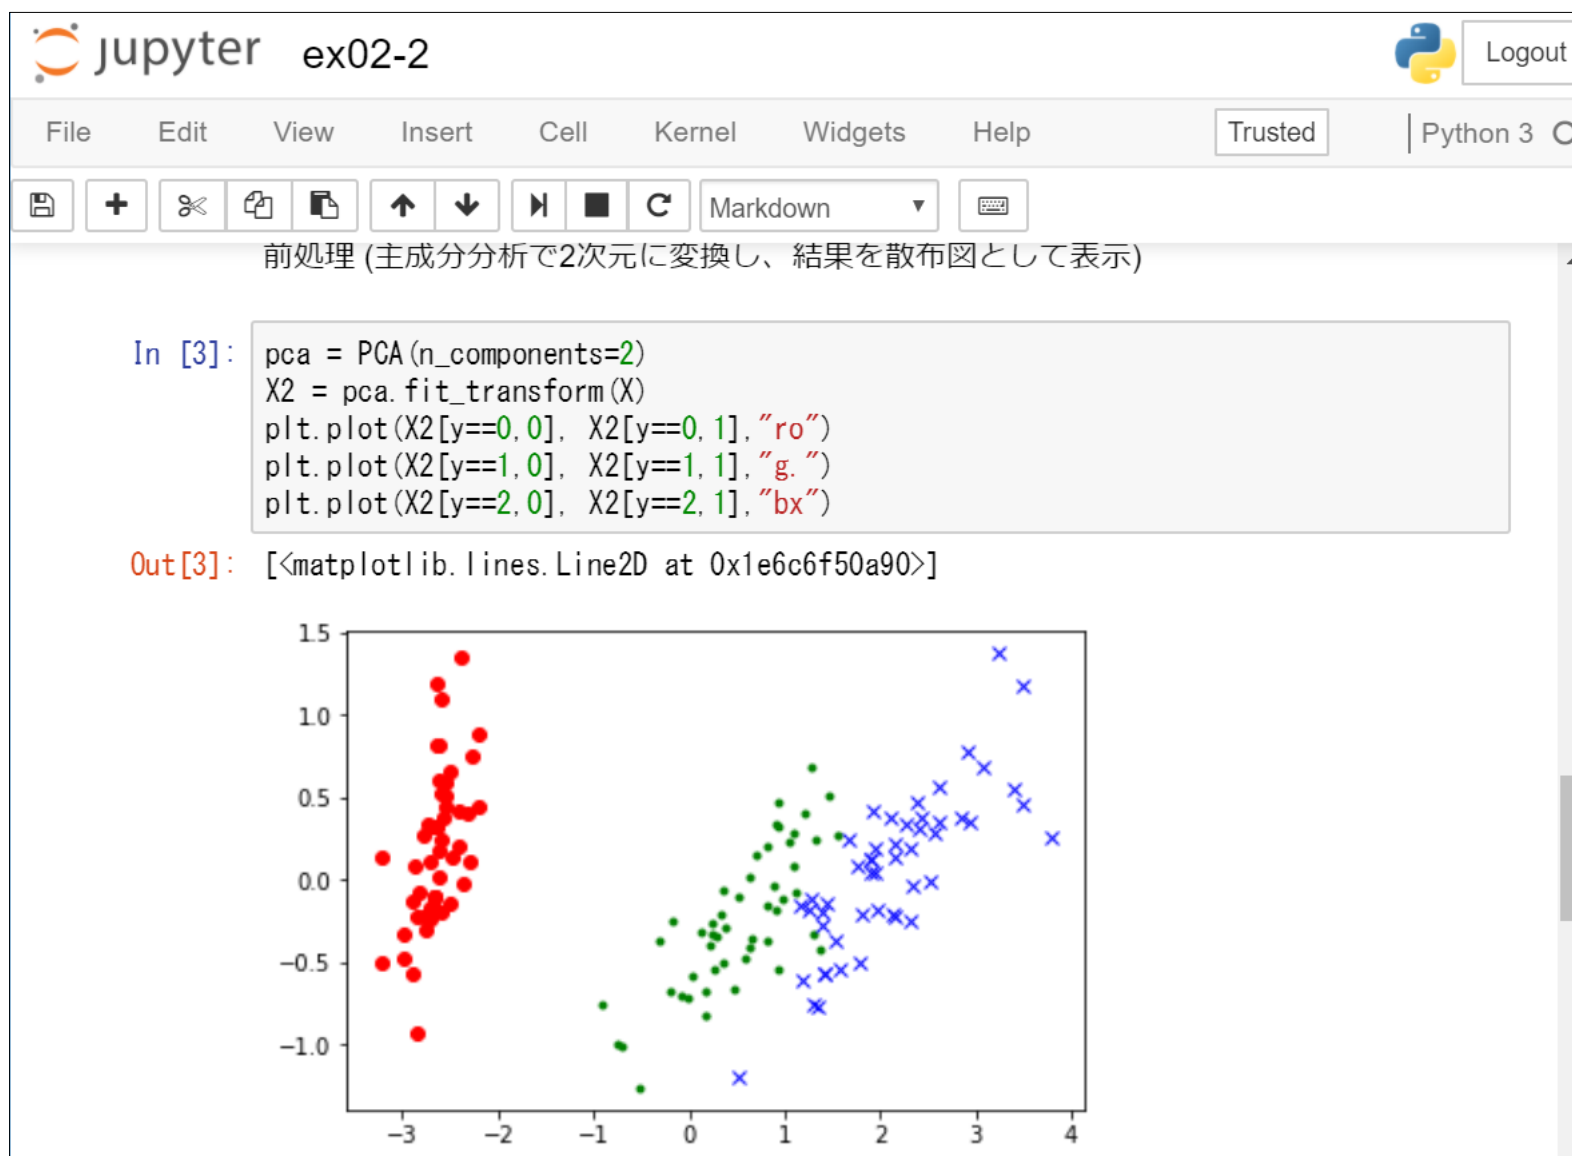 jupyter ex02-2 Logout
File Edit View Insert Cell Kernel Widgets Help Trusted Python 3
Markdown
前処理 (主成分分析で2次元に変換し、結果を散布図として表示)
In [3]: pca = PCA(n_components=2)
X2 = pca.fit_transform(X)
plt.plot(X2[y==0,0], X2[y==0,1],"ro")
plt.plot(X2[y==1,0], X2[y==1,1],"g.")
plt.plot(X2[y==2,0], X2[y==2,1],"bx")
Out[3]: [<matplotlib.lines.Line2D at 0x1e6c6f50a90>]
1.5
1.0
0.5
0.0
−0.5
−1.0
−3 −2 −1 0 1 2 3 4